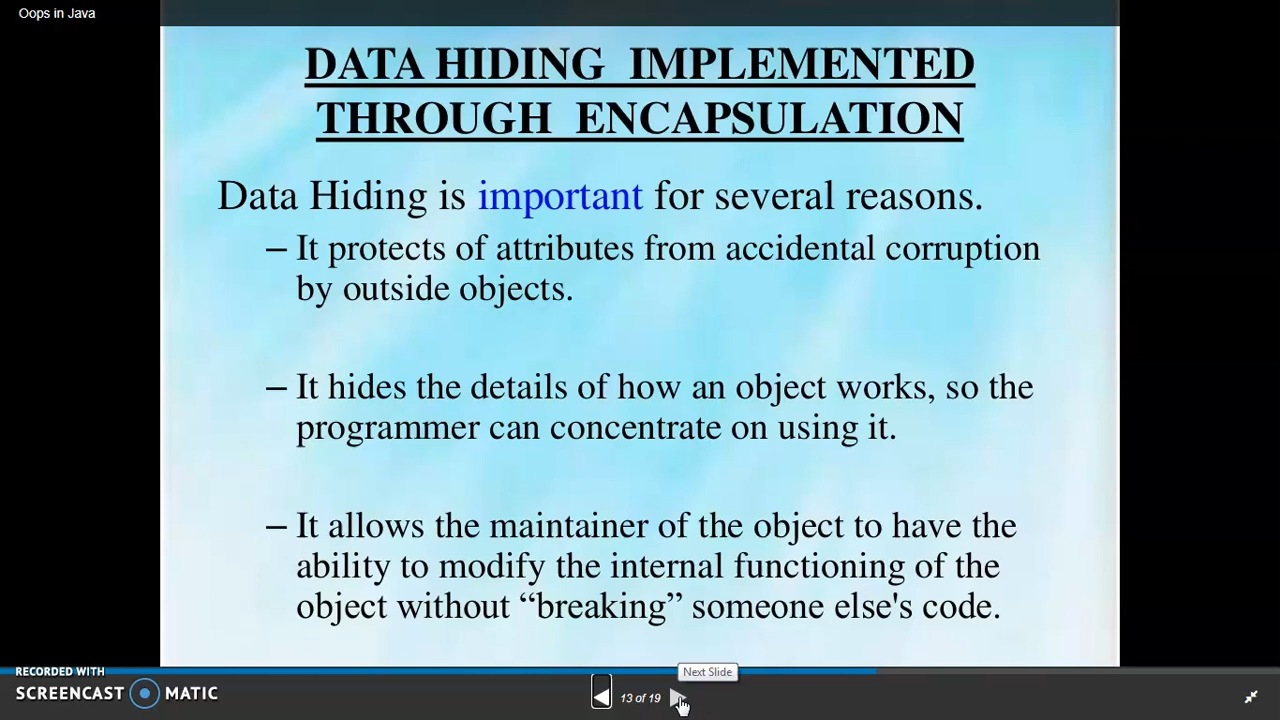 Oops in Java
DATA HIDING IMPLEMENTED
THROUGH ENCAPSULATION
Data Hiding is important for several reasons.
– It protects of attributes from accidental corruption
by outside objects.
– It hides the details of how an object works, so the
programmer can concentrate on using it.
– It allows the maintainer of the object to have the
ability to modify the internal functioning of the
object without “breaking” someone else's code.
RECORDED WITH
SCREENCAST MATIC
Next Slide
13 of 19